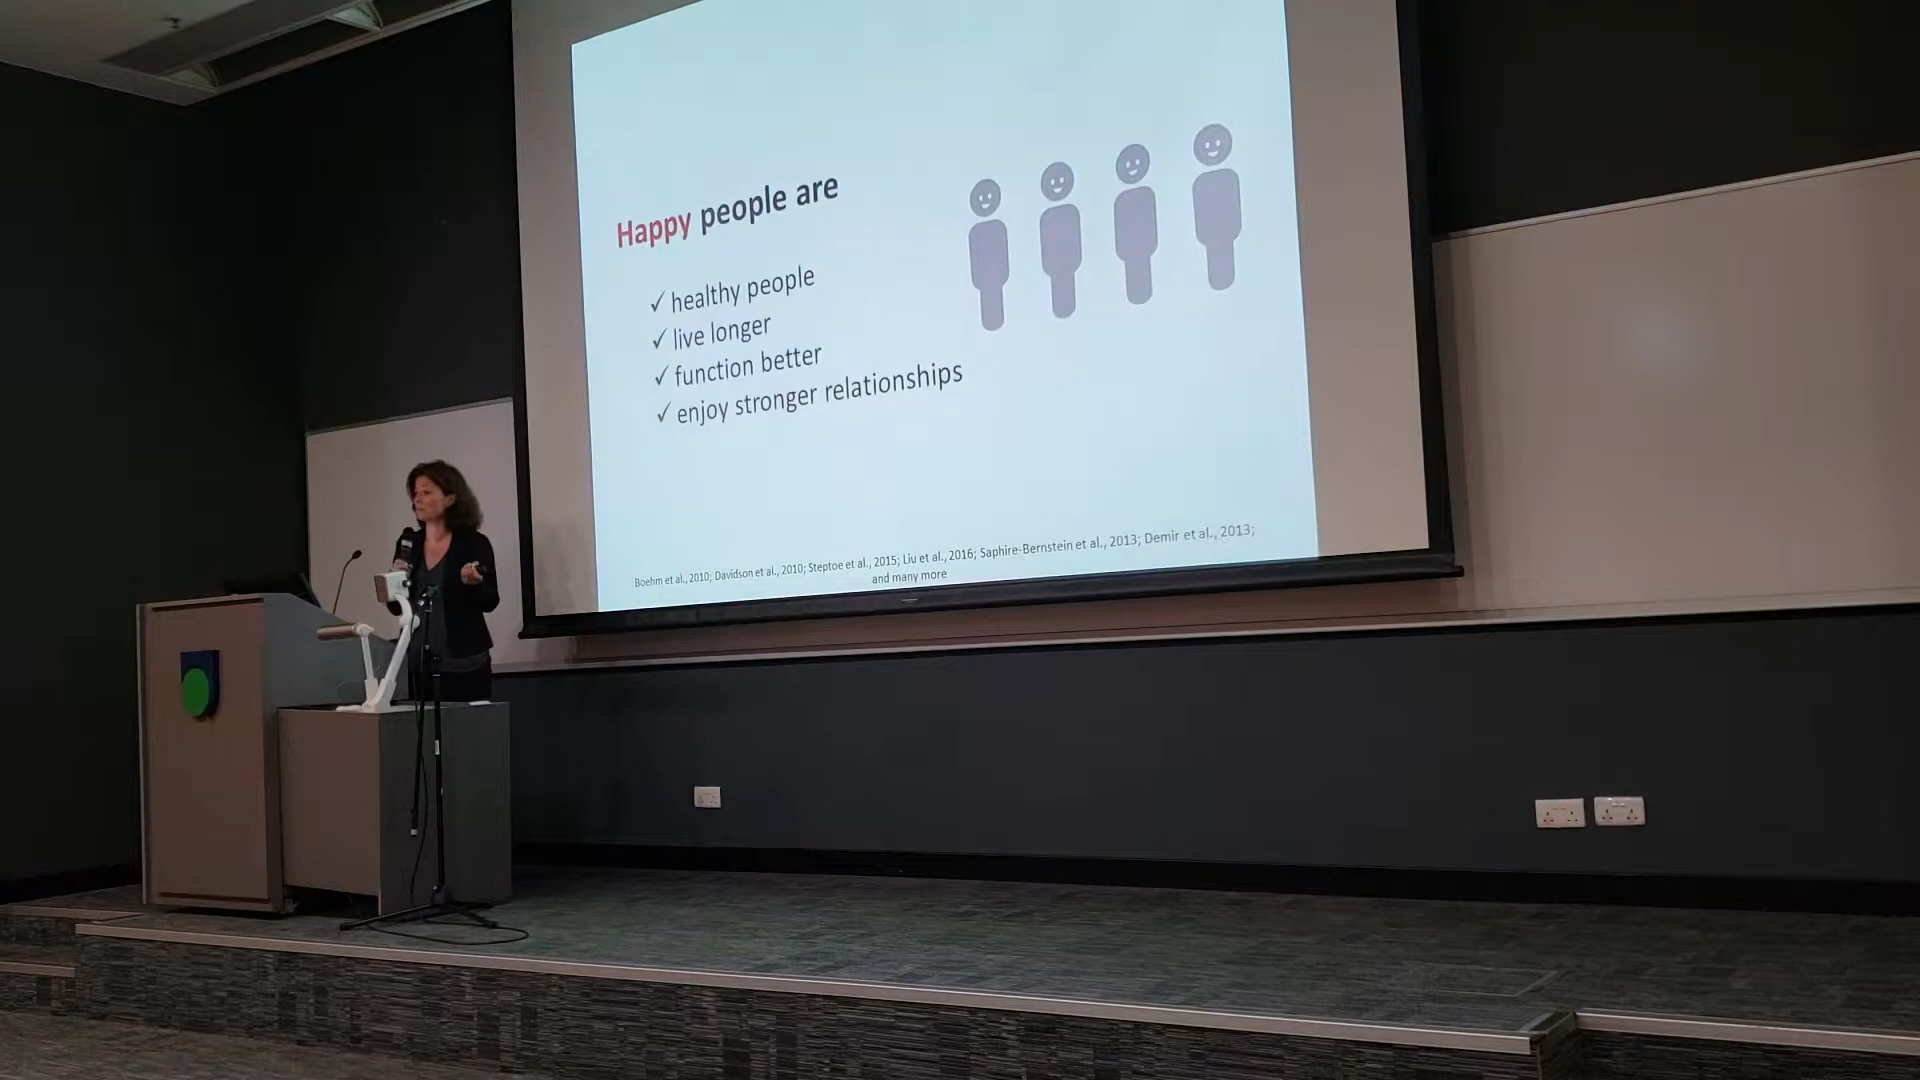 Happy people are
✓ healthy people
✓ live longer
✓ function better
✓ enjoy stronger relationships
Boehm et al., 2010; Davidson et al., 2010; Steptoe et al., 2015; Liu et al., 2016; Saphire-Bernstein et al., 2013; Demir et al., 2013;
and many more